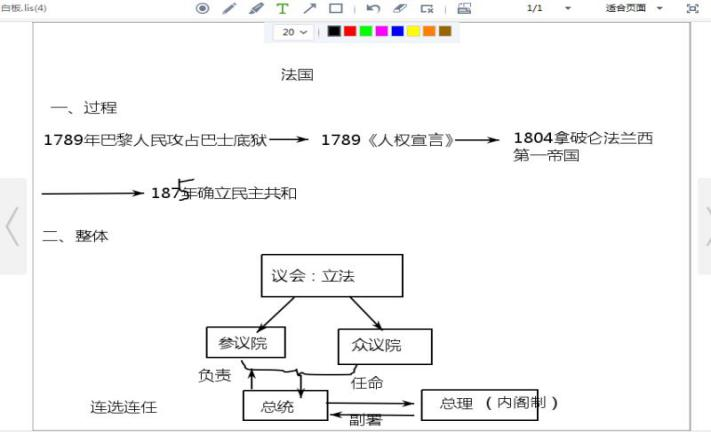 白板.lis(4)
1/1
适合页面
20
法国
一、过程
1789年巴黎人民攻占巴士底狱
1789《人权宣言》
1804拿破仑法兰西
第一帝国
1875年确立民主共和
二、整体
议会：立法
参议院
众议院
负责
任命
连选连任
总统
总理 （内阁制）
副署